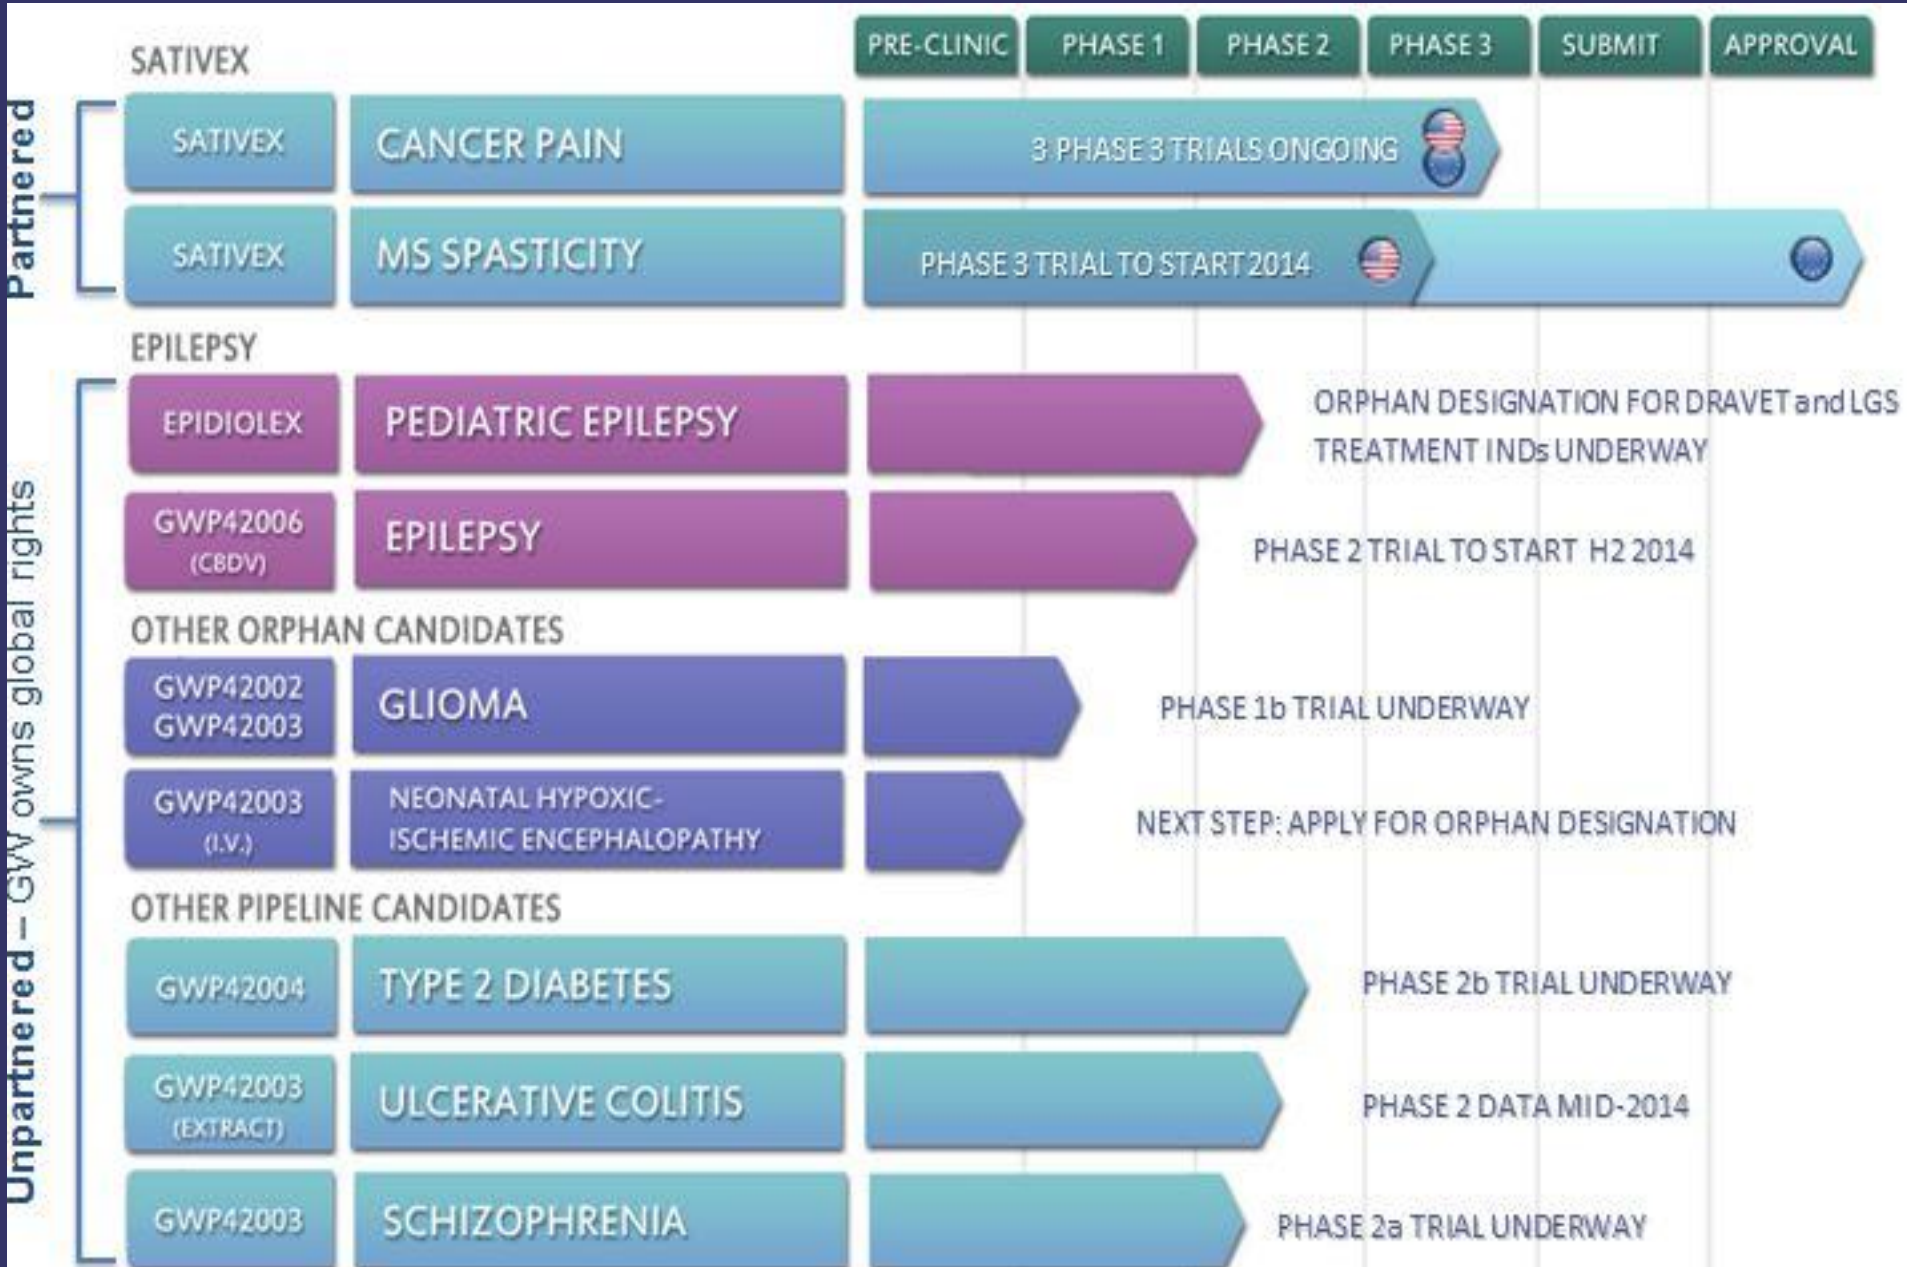 PRE-CLINIC PHASE 1 PHASE 2 PHASE 3 SUBMIT APPROVAL
SATIVEX
Partnered
SATIVEX CANCER PAIN 3 PHASE 3 TRIALS ONGOING
SATIVEX MS SPASTICITY PHASE 3 TRIAL TO START 2014
Unpartnered – GW owns global rights
EPILEPSY
EPIDIOLEX PEDIATRIC EPILEPSY ORPHAN DESIGNATION FOR DRAVET and LGS
TREATMENT INDs UNDERWAY
GWP42006
(CBDV)
EPILEPSY PHASE 2 TRIAL TO START H2 2014
OTHER ORPHAN CANDIDATES
GWP42002
GWP42003
GLIOMA PHASE 1b TRIAL UNDERWAY
GWP42003
(I.V.)
NEONATAL HYPOXIC-
ISCHEMIC ENCEPHALOPATHY
NEXT STEP: APPLY FOR ORPHAN DESIGNATION
OTHER PIPELINE CANDIDATES
GWP42004 TYPE 2 DIABETES PHASE 2b TRIAL UNDERWAY
GWP42003
(EXTRACT)
ULCERATIVE COLITIS PHASE 2 DATA MID-2014
GWP42003 SCHIZOPHRENIA PHASE 2a TRIAL UNDERWAY